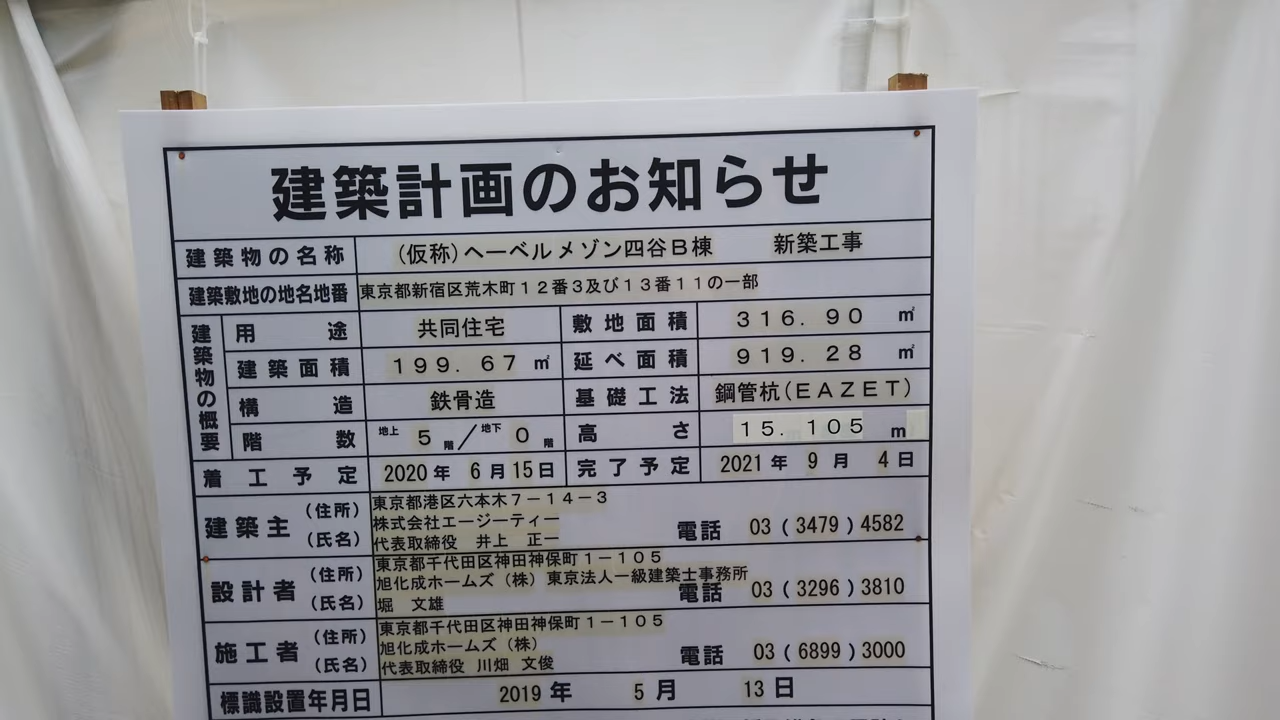 建築計画のお知らせ
建築物の名称 (仮称)ヘーベルメゾン四谷B棟 新築工事
建築敷地の地名地番 東京都新宿区荒木町12番3及び13番11の一部
建築物の概要
用途 共同住宅 敷地面積 316.90 ㎡
建築面積 199.67 ㎡ 延べ面積 919.28 ㎡
構造 鉄骨造 基礎工法 鋼管杭(EAZET)
階数 地上 5 階／地下 0 階 高さ 15.105 m
着工予定 2020年 6月15日 完了予定 2021年 9月 4日
建築主 (住所) 東京都港区六本木7－14－3
株式会社エージーティー
(氏名) 代表取締役 井上 正一 電話 03(3479)4582
設計者 (住所) 東京都千代田区神田神保町1－105
旭化成ホームズ(株)東京法人一級建築士事務所
(氏名) 堀 文雄 電話 03(3296)3810
施工者 (住所) 東京都千代田区神田神保町1－105
旭化成ホームズ(株)
(氏名) 代表取締役 川畑 文俊 電話 03(6899)3000
標識設置年月日 2019年 5月 13日